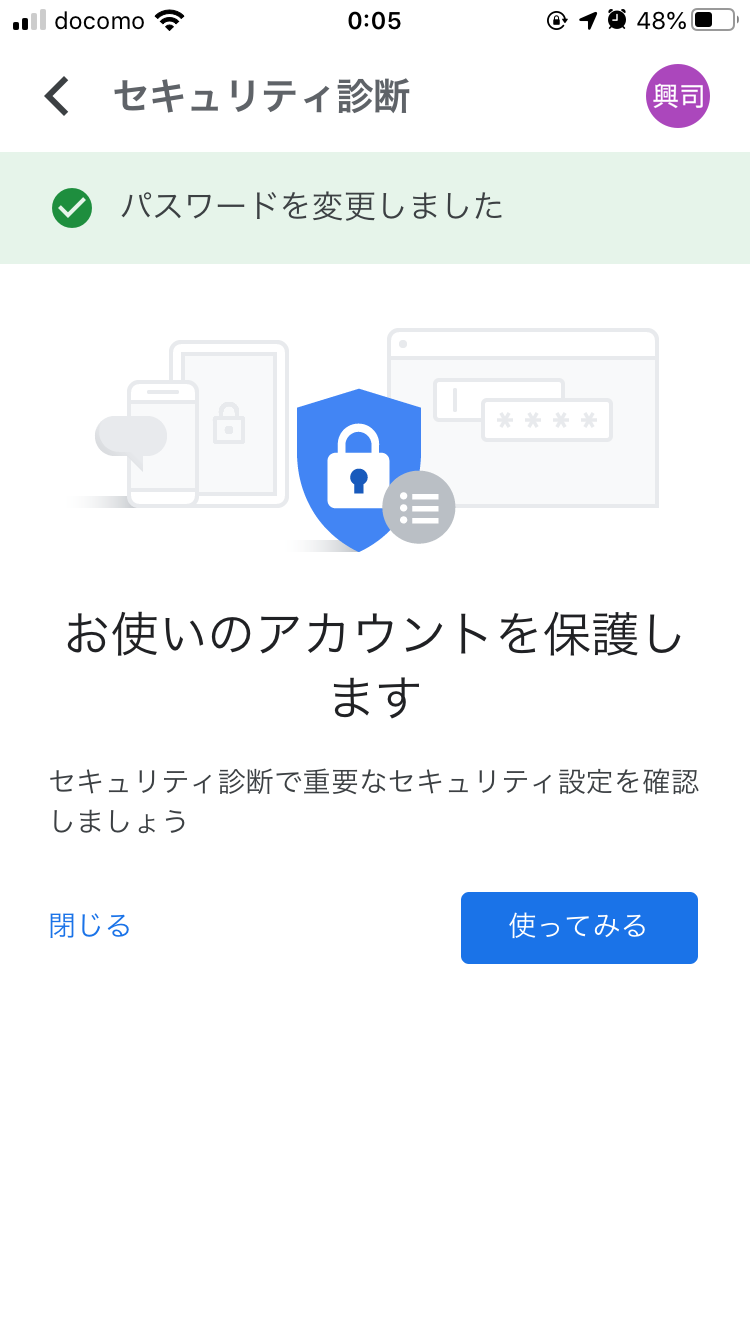 docomo 0:05 48%
セキュリティ診断 興司
パスワードを変更しました
****
お使いのアカウントを保護し
ます
セキュリティ診断で重要なセキュリティ設定を確認
しましょう
閉じる 使ってみる